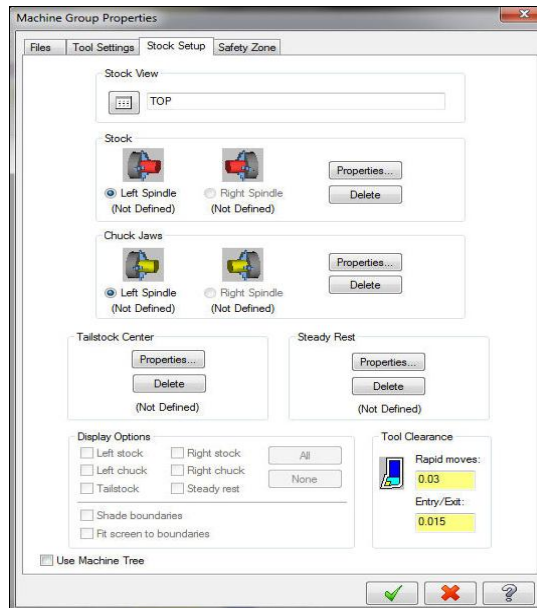 Machine Group Properties
Files Tool Settings Stock Setup Safety Zone
Stock View
TOP
Stock
Left Spindle Right Spindle
(Not Defined) (Not Defined)
Properties...
Delete
Chuck Jaws
Left Spindle Right Spindle
(Not Defined) (Not Defined)
Properties...
Delete
Tailstock Center
Properties...
Delete
(Not Defined)
Steady Rest
Properties...
Delete
(Not Defined)
Display Options
Left stock Right stock All
Left chuck Right chuck None
Tailstock Steady rest
Shade boundaries
Fit screen to boundaries
Tool Clearance
Rapid moves:
0.03
Entry/Exit:
0.015
Use Machine Tree